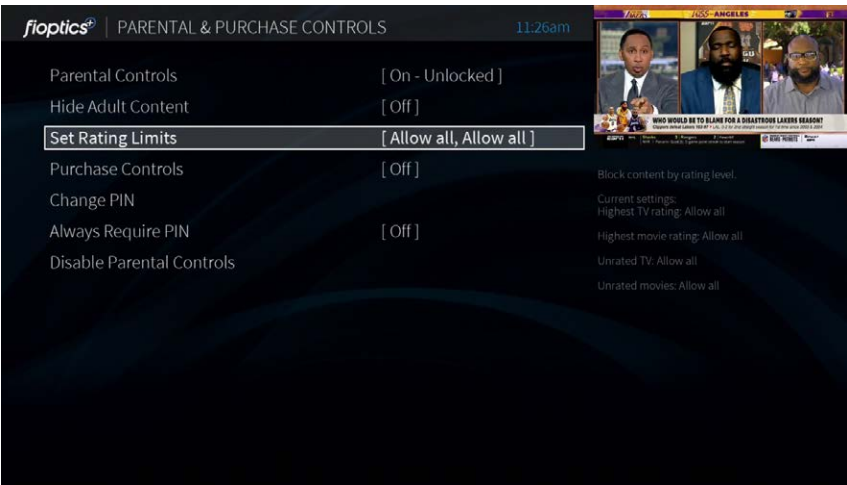 fioptics+ | PARENTAL & PURCHASE CONTROLS 11:26am
Parental Controls [ On - Unlocked ]
Hide Adult Content [ Off ]
Set Rating Limits [ Allow all, Allow all ]
Purchase Controls [ Off ]
Change PIN
Always Require PIN [ Off ]
Disable Parental Controls
ANGELES
WHO WOULD BE TO BLAME FOR A DISASTROUS LAKERS SEASON?
Block content by rating level.
Current settings:
Highest TV rating: Allow all
Highest movie rating: Allow all
Unrated TV: Allow all
Unrated movies: Allow all